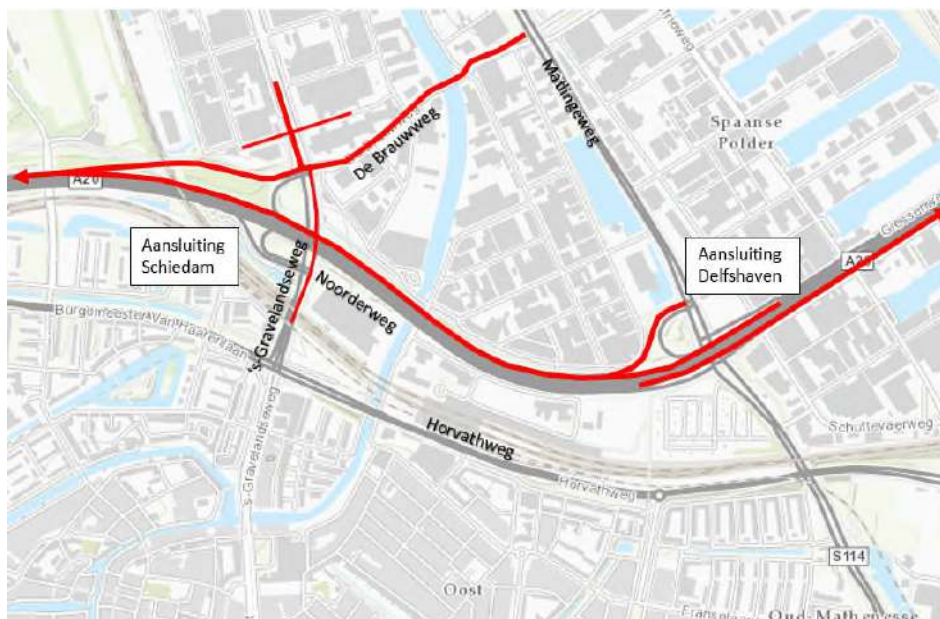 Matlingeweg
Spaanse
Polder
De Brauwweg
A20
Aansluiting
Schiedam
Aansluiting
Delfshaven
's-Gravelandseweg
Noorderweg
Burgemeester Van Haarenlaan
Horvathweg
Schuttevaerweg
's-Gravelandseweg
Horvathweg
S114
Oost
Oud-Mathenesse